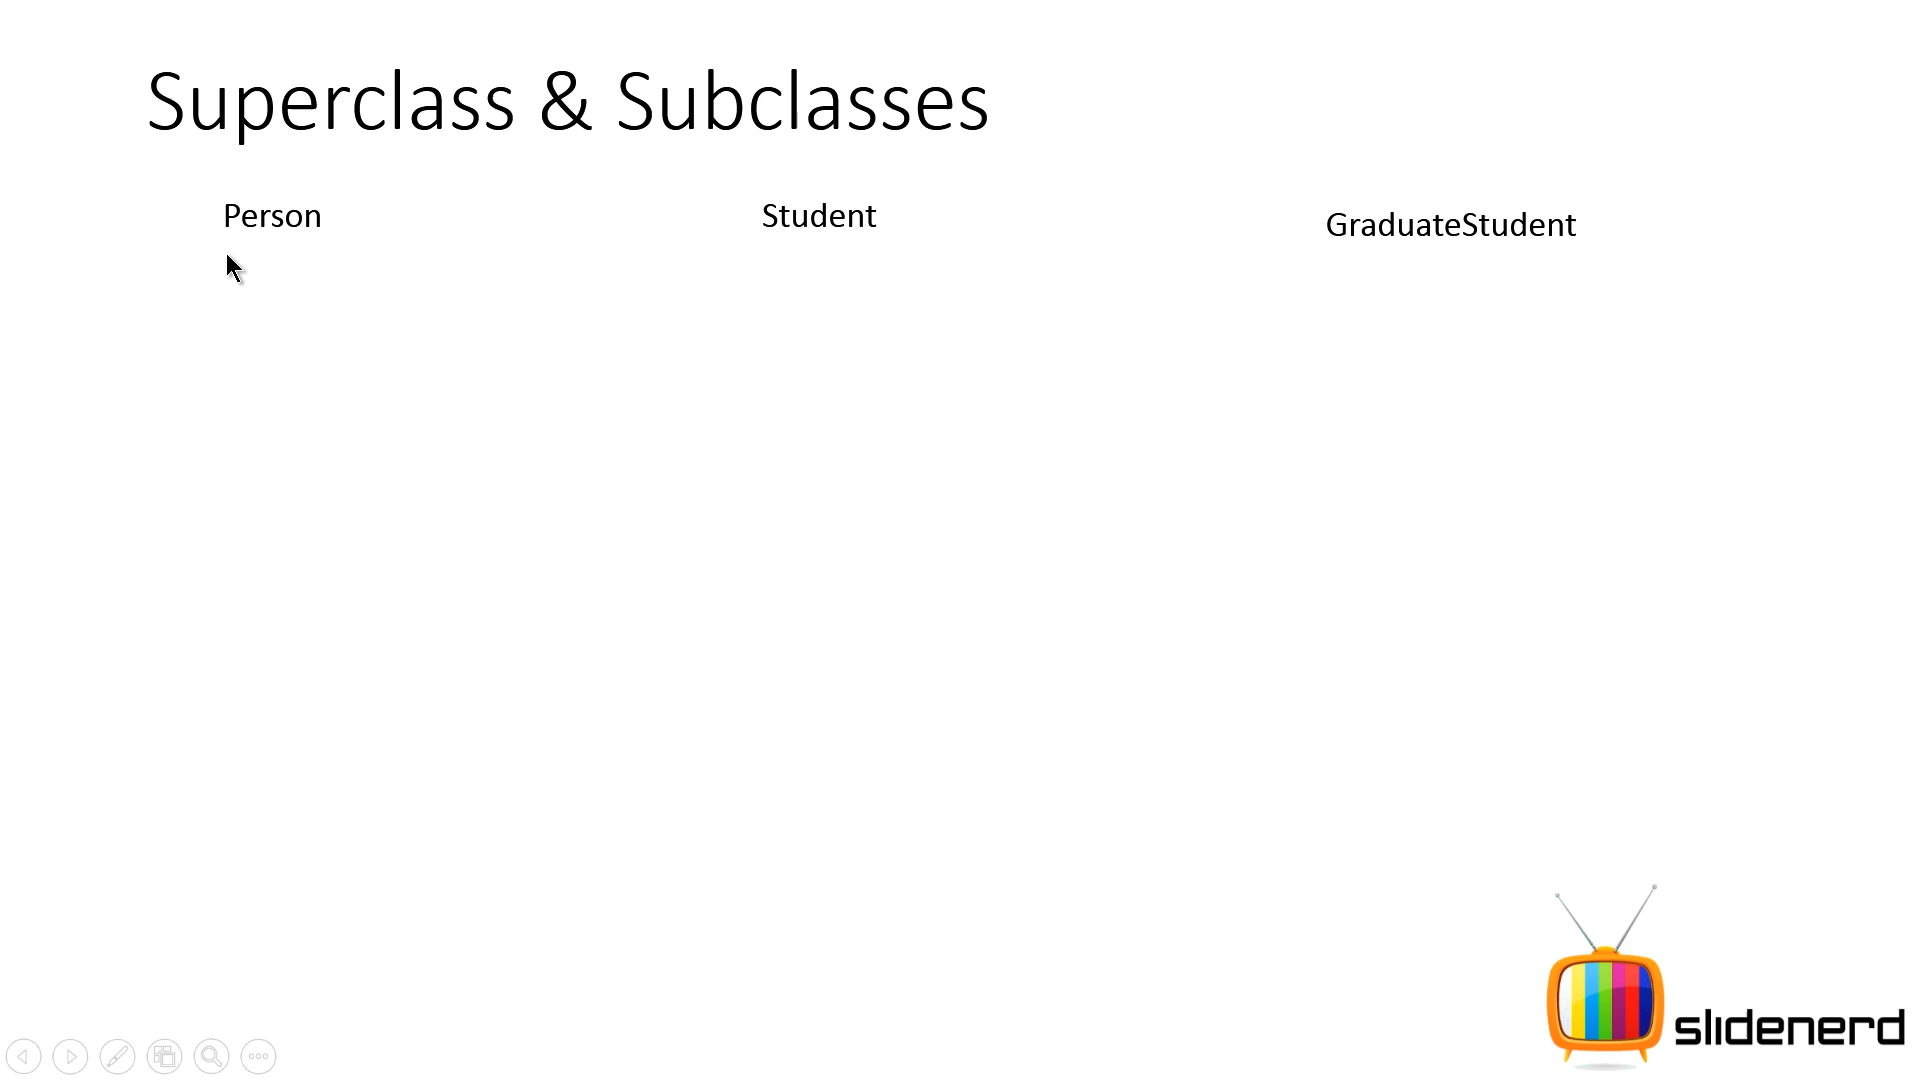 Superclass & Subclasses
Person
Student
GraduateStudent
slidenerd